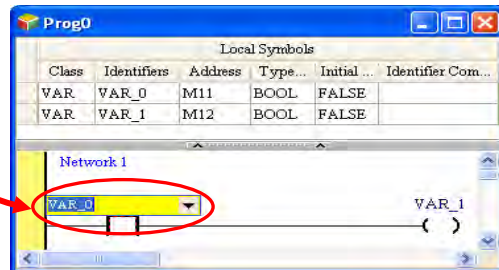 Prog0
Local Symbols
Class Identifiers Address Type... Initial ... Identifier Com...
VAR VAR_0 M11 BOOL FALSE
VAR VAR_1 M12 BOOL FALSE
Network 1
VAR_0 VAR_1